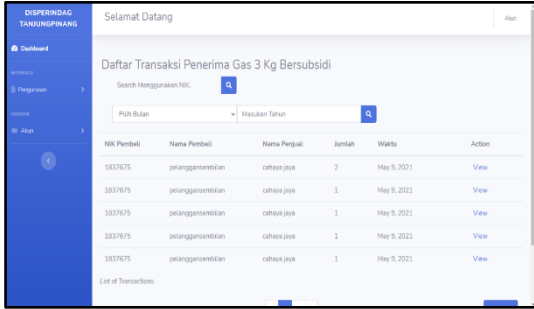 DISPERINDAG
TANJUNGPINANG
Selamat Datang
Akun
Dashboard
Daftar Transaksi Penerima Gas 3 Kg Bersubsidi
INTERFACE
Search Menggunakan NIK.
Pengurusan
Pilih Bulan
Masukan Tahun
Akun
NIK Pembeli Nama Pembeli Nama Penjual Jumlah Waktu Action
1837675 pelanggansembilan cahaya jaya 2 May 9, 2021 View
1837675 pelanggansembilan cahaya jaya 1 May 9, 2021 View
1837675 pelanggansembilan cahaya jaya 1 May 9, 2021 View
1837675 pelanggansembilan cahaya jaya 1 May 9, 2021 View
1837675 pelanggansembilan cahaya jaya 1 May 9, 2021 View
List of Transactions